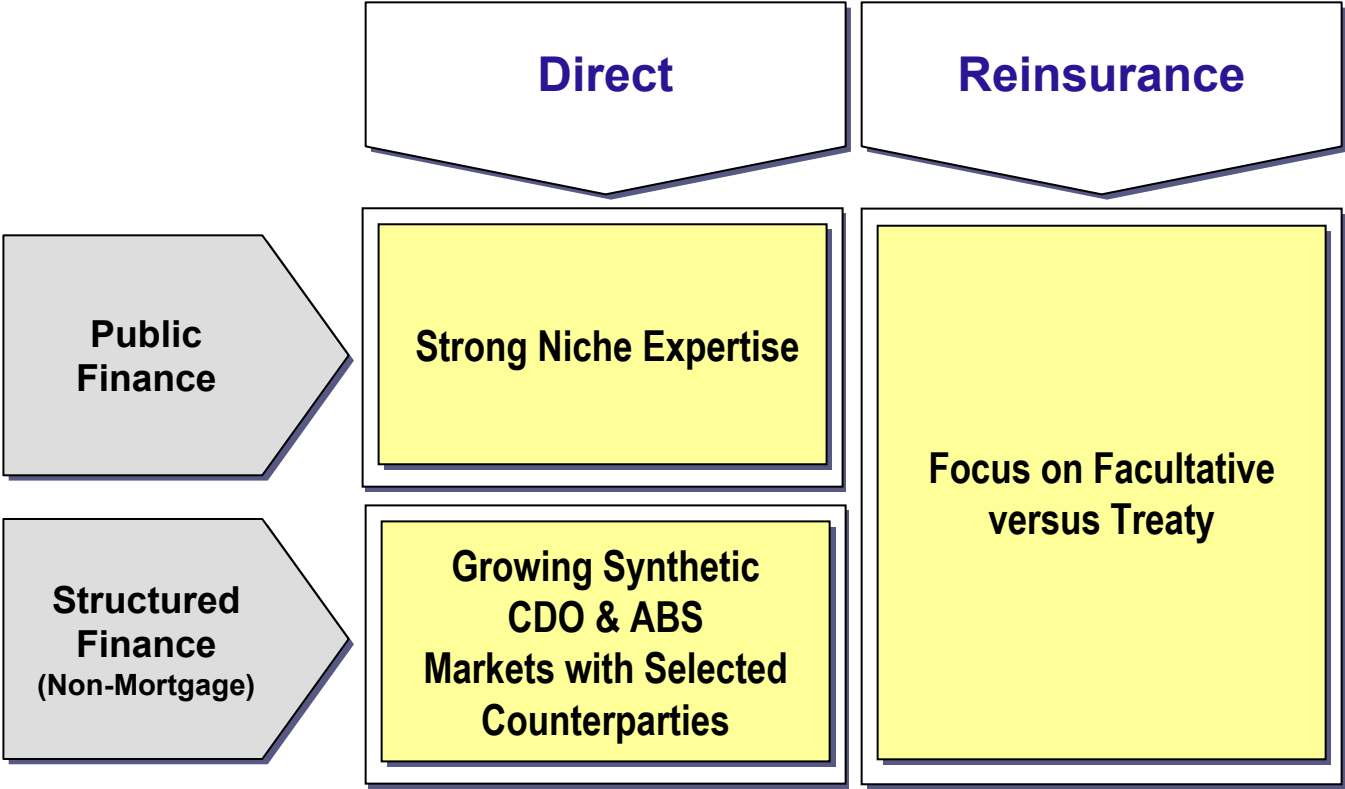 Direct
Reinsurance
Public
Finance
Strong Niche Expertise
Focus on Facultative
versus Treaty
Structured
Finance
(Non-Mortgage)
Growing Synthetic
CDO & ABS
Markets with Selected
Counterparties